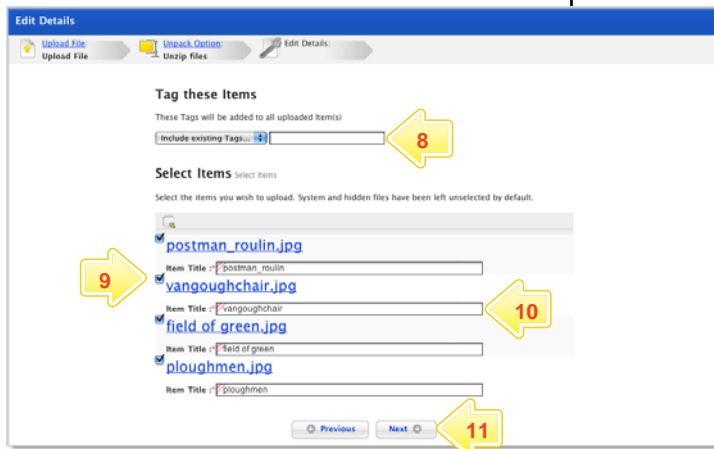 Edit Details
Upload File: Unpack Option: Edit Details:
Upload File Unzip files
Tag these Items
These Tags will be added to all uploaded Item(s)
Include existing Tags... 8
Select Items Select Items
Select the items you wish to upload. System and hidden files have been left unselected by default.
postman_roulin.jpg
Item Title :* postman_roulin
9
vangoughchair.jpg
Item Title :* vangoughchair
10
field of green.jpg
Item Title :* field of green
ploughmen.jpg
Item Title :* ploughmen
Previous Next 11